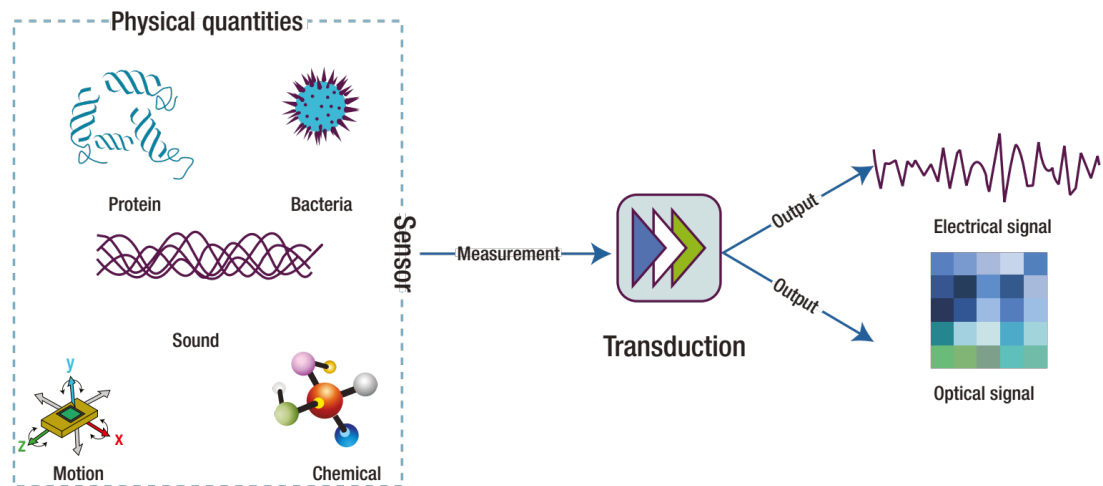 Physical quantities
Protein
Bacteria
Sound
y
z
x
Motion
Chemical
Sensor
Measurement
Transduction
Output
Output
Electrical signal
Optical signal